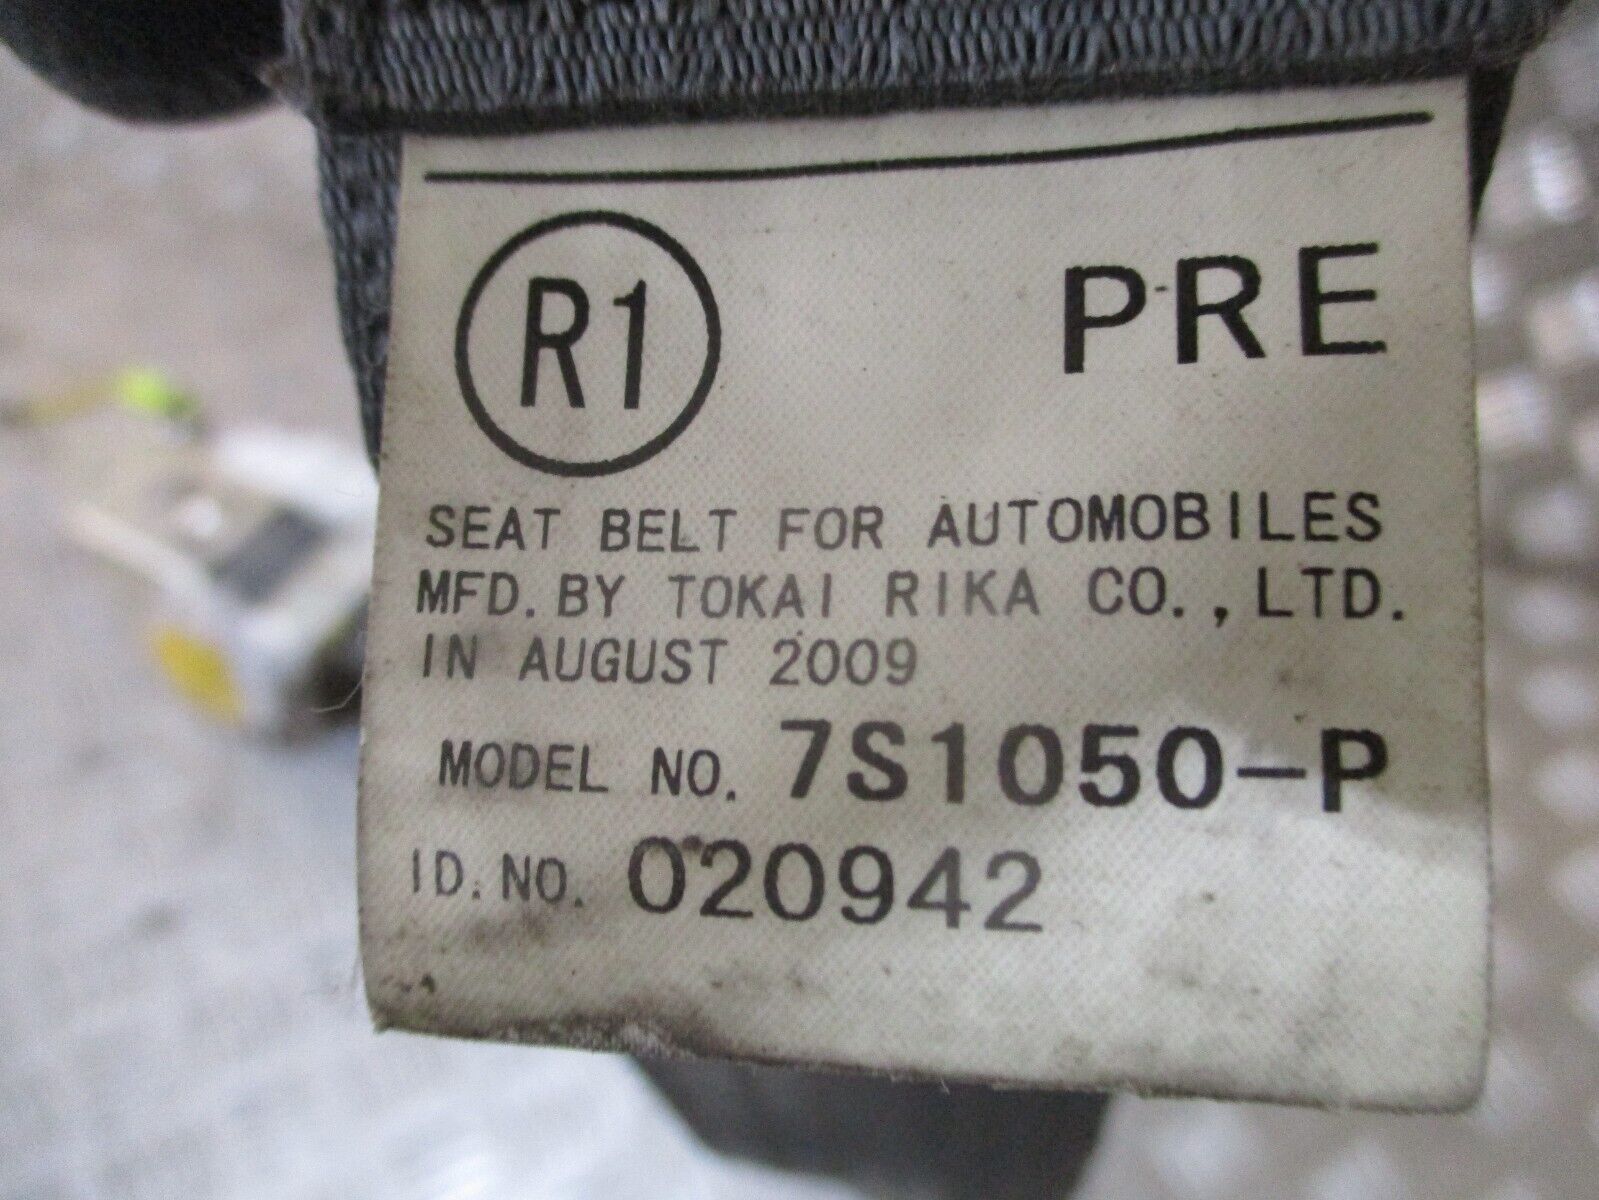 R1 PRE
SEAT BELT FOR AUTOMOBILES
MFD. BY TOKAI RIKA CO., LTD.
IN AUGUST 2009
MODEL NO. 7S1050-P
ID. NO. 020942